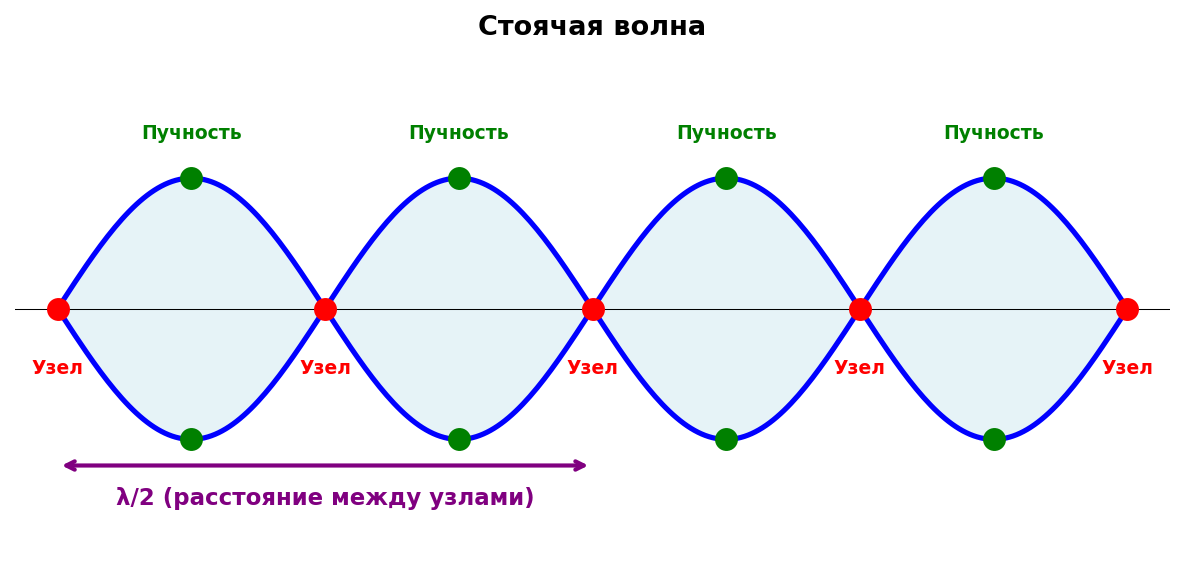 Стоячая волна
Пучность Пучность Пучность Пучность
Узел Узел Узел Узел Узел
λ/2 (расстояние между узлами)